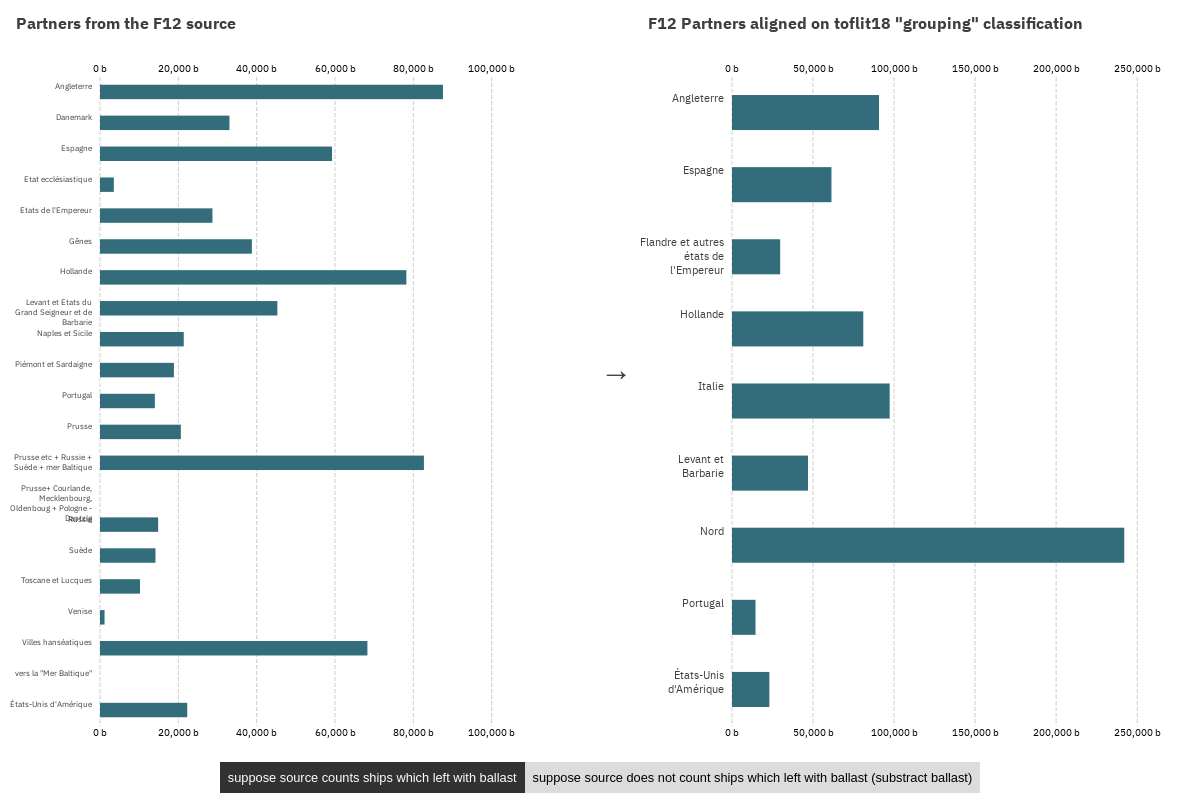 Partners from the F12 source
F12 Partners aligned on toflit18 "grouping" classification
0 b 20,000 b 40,000 b 60,000 b 80,000 b 100,000 b
Angleterre
Danemark
Espagne
Etat ecclésiastique
Etats de l'Empereur
Gênes
Hollande
Levant et Etats du
Grand Seigneur et de
Barbarie
Naples et Sicile
Piémont et Sardaigne
Portugal
Prusse
Prusse etc + Russie +
Suède + mer Baltique
Prusse+ Courlande,
Mecklenbourg,
Oldenboug + Pologne -
Dantzig
Russie
Suède
Toscane et Lucques
Venise
Villes hanséatiques
vers la "Mer Baltique"
États-Unis d'Amérique
0 b 20,000 b 40,000 b 60,000 b 80,000 b 100,000 b
→
0 b 50,000 b 100,000 b 150,000 b 200,000 b 250,000 b
Angleterre
Espagne
Flandre et autres
états de
l'Empereur
Hollande
Italie
Levant et
Barbarie
Nord
Portugal
États-Unis
d'Amérique
0 b 50,000 b 100,000 b 150,000 b 200,000 b 250,000 b
suppose source counts ships which left with ballast
suppose source does not count ships which left with ballast (substract ballast)